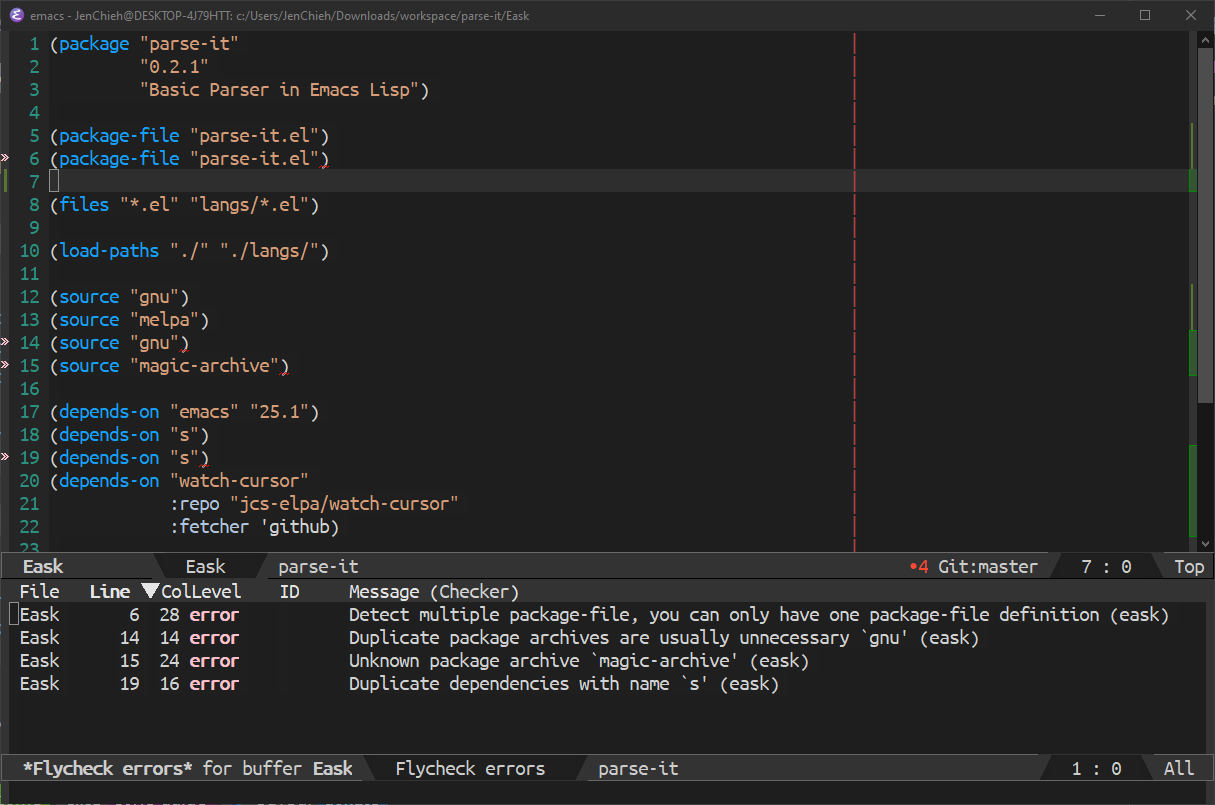 emacs - JenChieh@DESKTOP-4J79HTT: c:/Users/JenChieh/Downloads/workspace/parse-it/Eask
1 (package "parse-it"
2 "0.2.1"
3 "Basic Parser in Emacs Lisp")
4
5 (package-file "parse-it.el")
» 6 (package-file "parse-it.el")
7
8 (files "*.el" "langs/*.el")
9
10 (load-paths "./" "./langs/")
11
12 (source "gnu")
13 (source "melpa")
» 14 (source "gnu")
» 15 (source "magic-archive")
16
17 (depends-on "emacs" "25.1")
18 (depends-on "s")
» 19 (depends-on "s")
20 (depends-on "watch-cursor"
21 :repo "jcs-elpa/watch-cursor"
22 :fetcher 'github)
23
Eask Eask parse-it •4 Git:master 7 : 0 Top
File Line ColLevel ID Message (Checker)
Eask 6 28 error Detect multiple package-file, you can only have one package-file definition (eask)
Eask 14 14 error Duplicate package archives are usually unnecessary `gnu' (eask)
Eask 15 24 error Unknown package archive `magic-archive' (eask)
Eask 19 16 error Duplicate dependencies with name `s' (eask)
*Flycheck errors* for buffer Eask Flycheck errors parse-it 1 : 0 All